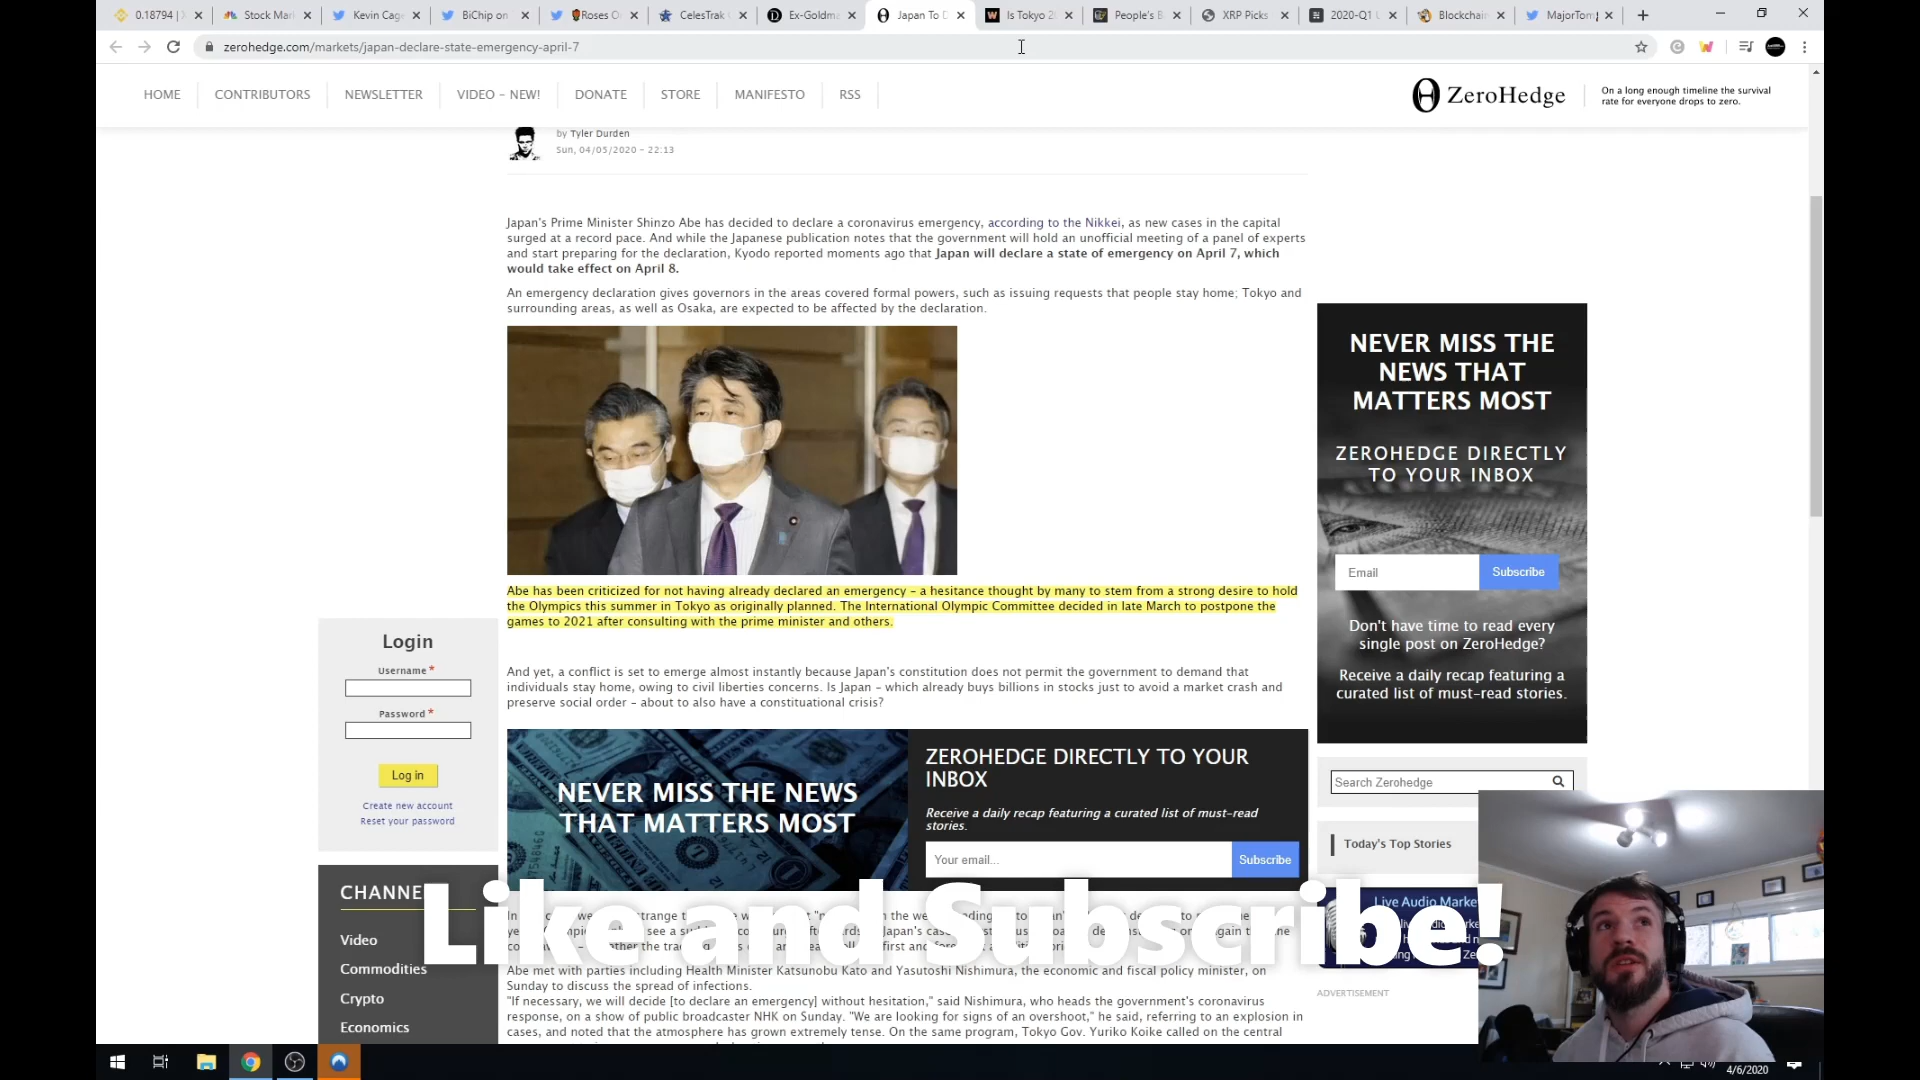 0.18794 | X
Stock Mar
Kevin Cag
BiChip on
Roses O
CelesTrak
Ex-Goldm
Japan To D
Is Tokyo 2
People's B
XRP Picks
2020-Q1
Blockchain
MajorTom
zerohedge.com/markets/japan-declare-state-emergency-april-7
HOME
CONTRIBUTORS
NEWSLETTER
VIDEO - NEW!
DONATE
STORE
MANIFESTO
RSS
ZeroHedge
On a long enough timeline the survival
rate for everyone drops to zero.
by Tyler Durden
Sun, 04/05/2020 - 22:13
Japan's Prime Minister Shinzo Abe has decided to declare a coronavirus emergency, according to the Nikkei, as new cases in the capital
surged at a record pace. And while the Japanese publication notes that the government will hold an unofficial meeting of a panel of experts
and start preparing for the declaration, Kyodo reported moments ago that Japan will declare a state of emergency on April 7, which
would take effect on April 8.
An emergency declaration gives governors in the areas covered formal powers, such as issuing requests that people stay home; Tokyo and
surrounding areas, as well as Osaka, are expected to be affected by the declaration.
Abe has been criticized for not having already declared an emergency - a hesitance thought by many to stem from a strong desire to hold
the Olympics this summer in Tokyo as originally planned. The International Olympic Committee decided in late March to postpone the
games to 2021 after consulting with the prime minister and others.
And yet, a conflict is set to emerge almost instantly because Japan's constitution does not permit the government to demand that
individuals stay home, owing to civil liberties concerns. Is Japan - which already buys billions in stocks just to avoid a market crash and
preserve social order - about to also have a constituational crisis?
NEVER MISS THE NEWS
THAT MATTERS MOST
ZEROHEDGE DIRECTLY TO YOUR
INBOX
Receive a daily recap featuring a curated list of must-read
stories.
Your email...
Subscribe
Abe met with parties including Health Minister Katsunobu Kato and Yasutoshi Nishimura, the economic and fiscal policy minister, on
Sunday to discuss the spread of infections.
"If necessary, we will decide [to declare an emergency] without hesitation," said Nishimura, who heads the government's coronavirus
response, on a show of public broadcaster NHK on Sunday. "We are looking for signs of an overshoot," he said, referring to an explosion in
cases, and noted that the atmosphere has grown extremely tense. On the same program, Tokyo Gov. Yuriko Koike called on the central
Login
Username *
Password *
Log in
Create new account
Reset your password
CHANNE
Video
Commodities
Crypto
Economics
NEVER MISS THE
NEWS THAT
MATTERS MOST
ZEROHEDGE DIRECTLY
TO YOUR INBOX
Email
Subscribe
Don't have time to read every
single post on ZeroHedge?
Receive a daily recap featuring a
curated list of must-read stories.
Search Zerohedge
Today's Top Stories
Live Audio Marke
ADVERTISEMENT
Like and Subscribe!
4/6/2020